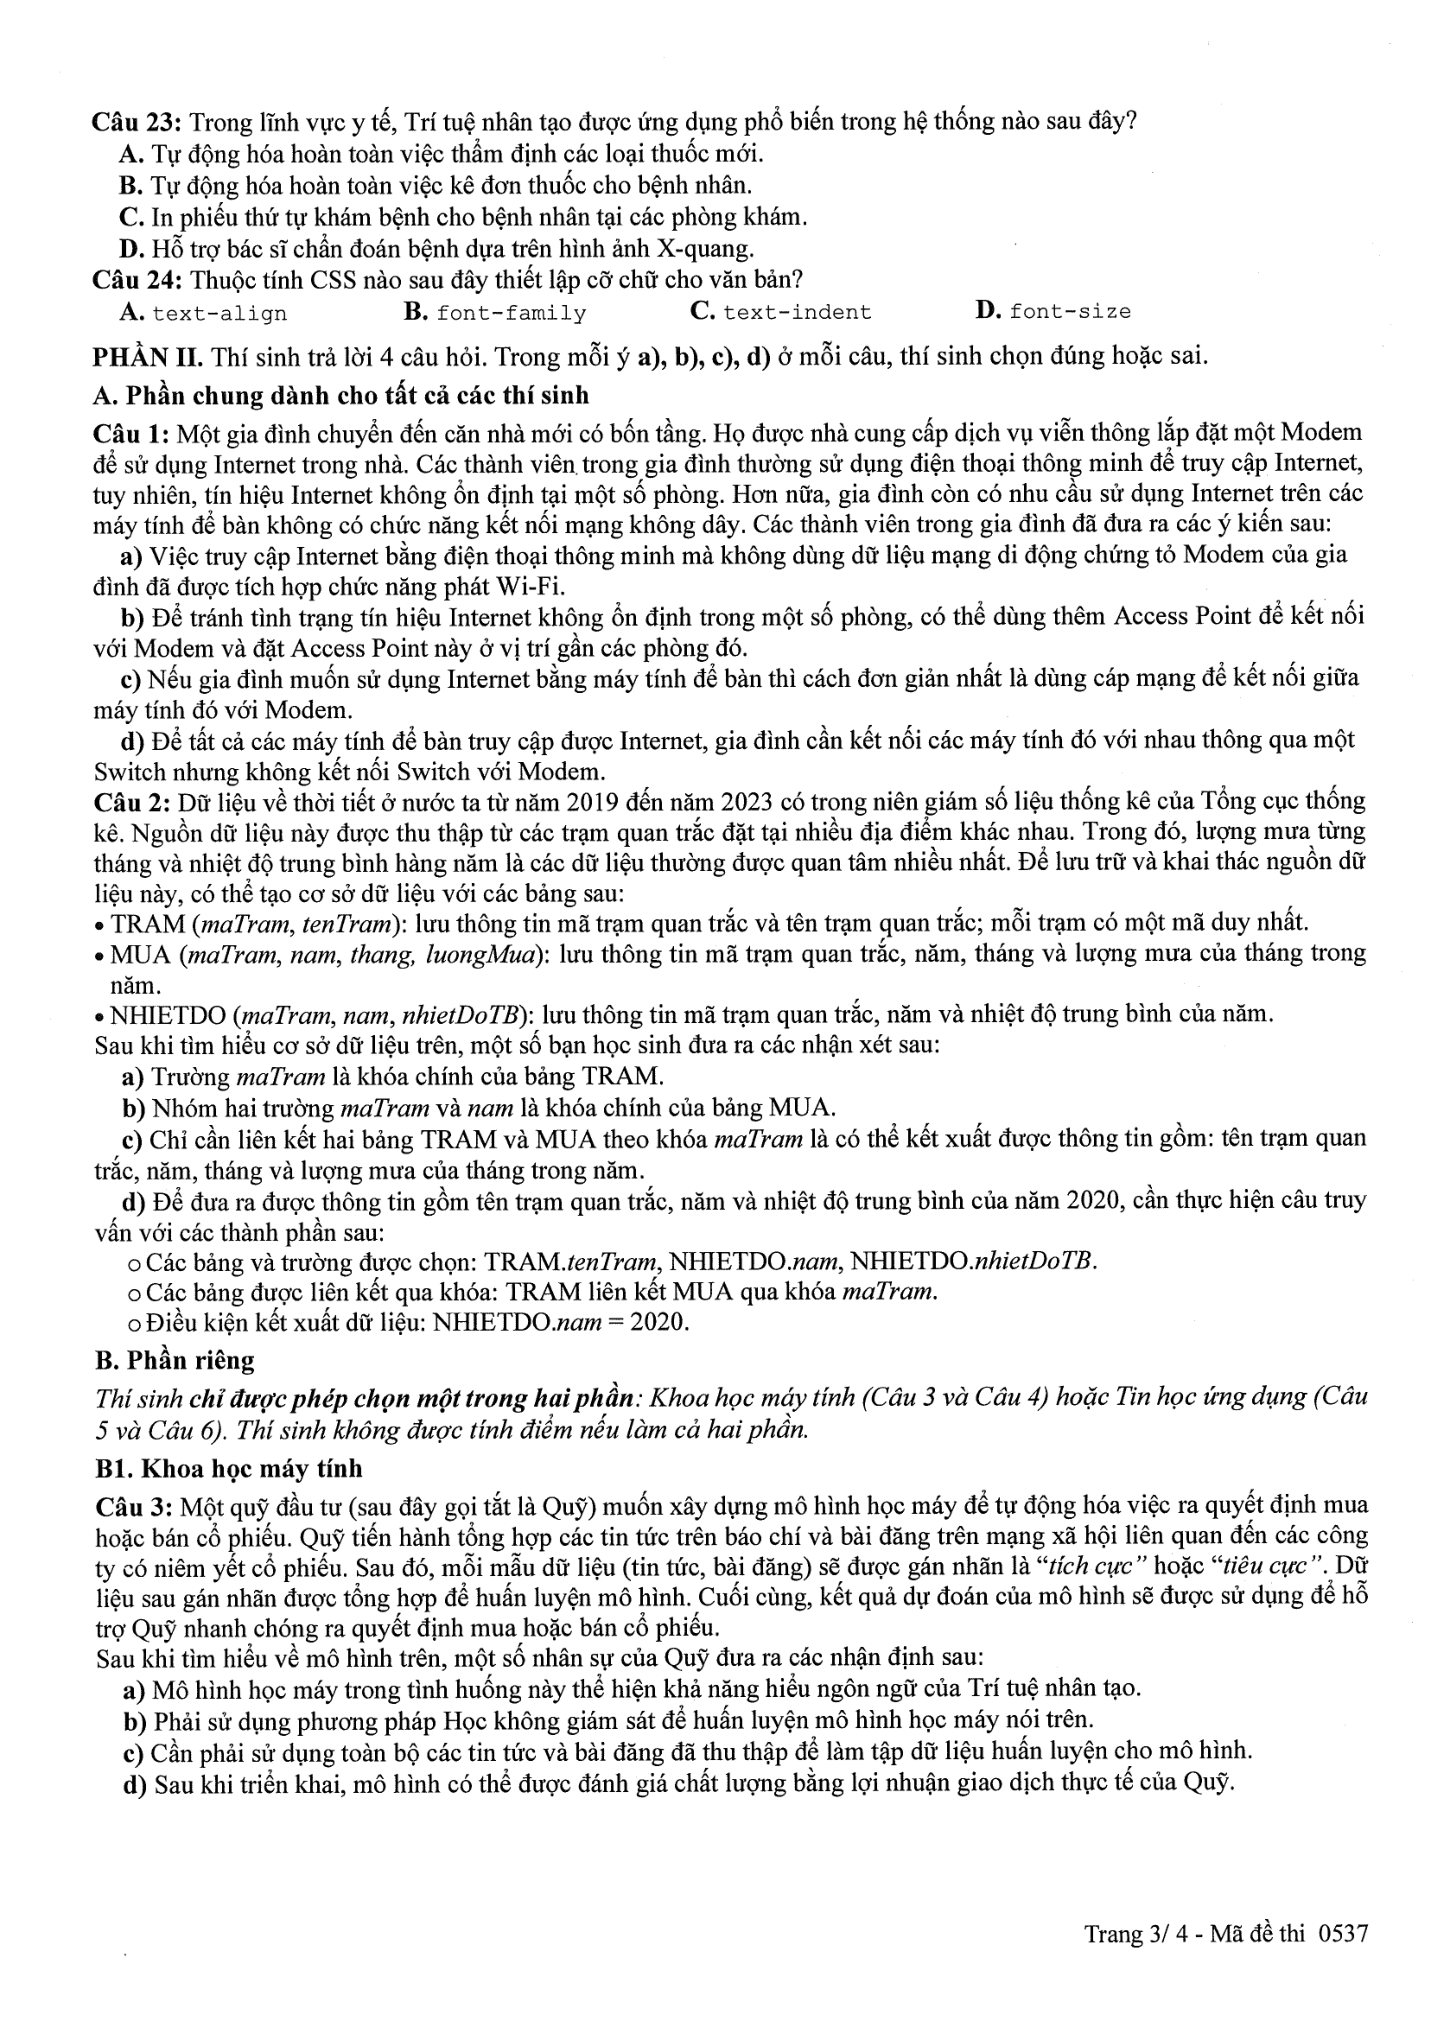 Câu 23: Trong lĩnh vực y tế, Trí tuệ nhân tạo được ứng dụng phổ biến trong hệ thống nào sau đây?
A. Tự động hóa hoàn toàn việc thẩm định các loại thuốc mới.
B. Tự động hóa hoàn toàn việc kê đơn thuốc cho bệnh nhân.
C. In phiếu thứ tự khám bệnh cho bệnh nhân tại các phòng khám.
D. Hỗ trợ bác sĩ chẩn đoán bệnh dựa trên hình ảnh X-quang.
Câu 24: Thuộc tính CSS nào sau đây thiết lập cỡ chữ cho văn bản?
A. text-align B. font-family C. text-indent D. font-size
PHẦN II. Thí sinh trả lời 4 câu hỏi. Trong mỗi ý a), b), c), d) ở mỗi câu, thí sinh chọn đúng hoặc sai.
A. Phần chung dành cho tất cả các thí sinh
Câu 1: Một gia đình chuyển đến căn nhà mới có bốn tầng. Họ được nhà cung cấp dịch vụ viễn thông lắp đặt một Modem
để sử dụng Internet trong nhà. Các thành viên trong gia đình thường sử dụng điện thoại thông minh để truy cập Internet,
tuy nhiên, tín hiệu Internet không ổn định tại một số phòng. Hơn nữa, gia đình còn có nhu cầu sử dụng Internet trên các
máy tính để bàn không có chức năng kết nối mạng không dây. Các thành viên trong gia đình đã đưa ra các ý kiến sau:
a) Việc truy cập Internet bằng điện thoại thông minh mà không dùng dữ liệu mạng di động chứng tỏ Modem của gia
đình đã được tích hợp chức năng phát Wi-Fi.
b) Để tránh tình trạng tín hiệu Internet không ổn định trong một số phòng, có thể dùng thêm Access Point để kết nối
với Modem và đặt Access Point này ở vị trí gần các phòng đó.
c) Nếu gia đình muốn sử dụng Internet bằng máy tính để bàn thì cách đơn giản nhất là dùng cáp mạng để kết nối giữa
máy tính đó với Modem.
d) Để tất cả các máy tính để bàn truy cập được Internet, gia đình cần kết nối các máy tính đó với nhau thông qua một
Switch nhưng không kết nối Switch với Modem.
Câu 2: Dữ liệu về thời tiết ở nước ta từ năm 2019 đến năm 2023 có trong niên giám số liệu thống kê của Tổng cục thống
kê. Nguồn dữ liệu này được thu thập từ các trạm quan trắc đặt tại nhiều địa điểm khác nhau. Trong đó, lượng mưa từng
tháng và nhiệt độ trung bình hàng năm là các dữ liệu thường được quan tâm nhiều nhất. Để lưu trữ và khai thác nguồn dữ
liệu này, có thể tạo cơ sở dữ liệu với các bảng sau:
• TRAM (maTram, tenTram): lưu thông tin mã trạm quan trắc và tên trạm quan trắc; mỗi trạm có một mã duy nhất.
• MUA (maTram, nam, thang, luongMua): lưu thông tin mã trạm quan trắc, năm, tháng và lượng mưa của tháng trong
năm.
• NHIETDO (maTram, nam, nhietDoTB): lưu thông tin mã trạm quan trắc, năm và nhiệt độ trung bình của năm.
Sau khi tìm hiểu cơ sở dữ liệu trên, một số bạn học sinh đưa ra các nhận xét sau:
a) Trường maTram là khóa chính của bảng TRAM.
b) Nhóm hai trường maTram và nam là khóa chính của bảng MUA.
c) Chỉ cần liên kết hai bảng TRAM và MUA theo khóa maTram là có thể kết xuất được thông tin gồm: tên trạm quan
trắc, năm, tháng và lượng mưa của tháng trong năm.
d) Để đưa ra được thông tin gồm tên trạm quan trắc, năm và nhiệt độ trung bình của năm 2020, cần thực hiện câu truy
vấn với các thành phần sau:
o Các bảng và trường được chọn: TRAM.tenTram, NHIETDO.nam, NHIETDO.nhietDoTB.
o Các bảng được liên kết qua khóa: TRAM liên kết MUA qua khóa maTram.
o Điều kiện kết xuất dữ liệu: NHIETDO.nam = 2020.
B. Phần riêng
Thí sinh chỉ được phép chọn một trong hai phần: Khoa học máy tính (Câu 3 và Câu 4) hoặc Tin học ứng dụng (Câu
5 và Câu 6). Thí sinh không được tính điểm nếu làm cả hai phần.
B1. Khoa học máy tính
Câu 3: Một quỹ đầu tư (sau đây gọi tắt là Quỹ) muốn xây dựng mô hình học máy để tự động hóa việc ra quyết định mua
hoặc bán cổ phiếu. Quỹ tiến hành tổng hợp các tin tức trên báo chí và bài đăng trên mạng xã hội liên quan đến các công
ty có niêm yết cổ phiếu. Sau đó, mỗi mẫu dữ liệu (tin tức, bài đăng) sẽ được gán nhãn là “tích cực” hoặc “tiêu cực”. Dữ
liệu sau gán nhãn được tổng hợp để huấn luyện mô hình. Cuối cùng, kết quả dự đoán của mô hình sẽ được sử dụng để hỗ
trợ Quỹ nhanh chóng ra quyết định mua hoặc bán cổ phiếu.
Sau khi tìm hiểu về mô hình trên, một số nhân sự của Quỹ đưa ra các nhận định sau:
a) Mô hình học máy trong tình huống này thể hiện khả năng hiểu ngôn ngữ của Trí tuệ nhân tạo.
b) Phải sử dụng phương pháp Học không giám sát để huấn luyện mô hình học máy nói trên.
c) Cần phải sử dụng toàn bộ các tin tức và bài đăng đã thu thập để làm tập dữ liệu huấn luyện cho mô hình.
d) Sau khi triển khai, mô hình có thể được đánh giá chất lượng bằng lợi nhuận giao dịch thực tế của Quỹ.
Trang 3/ 4 - Mã đề thi 0537